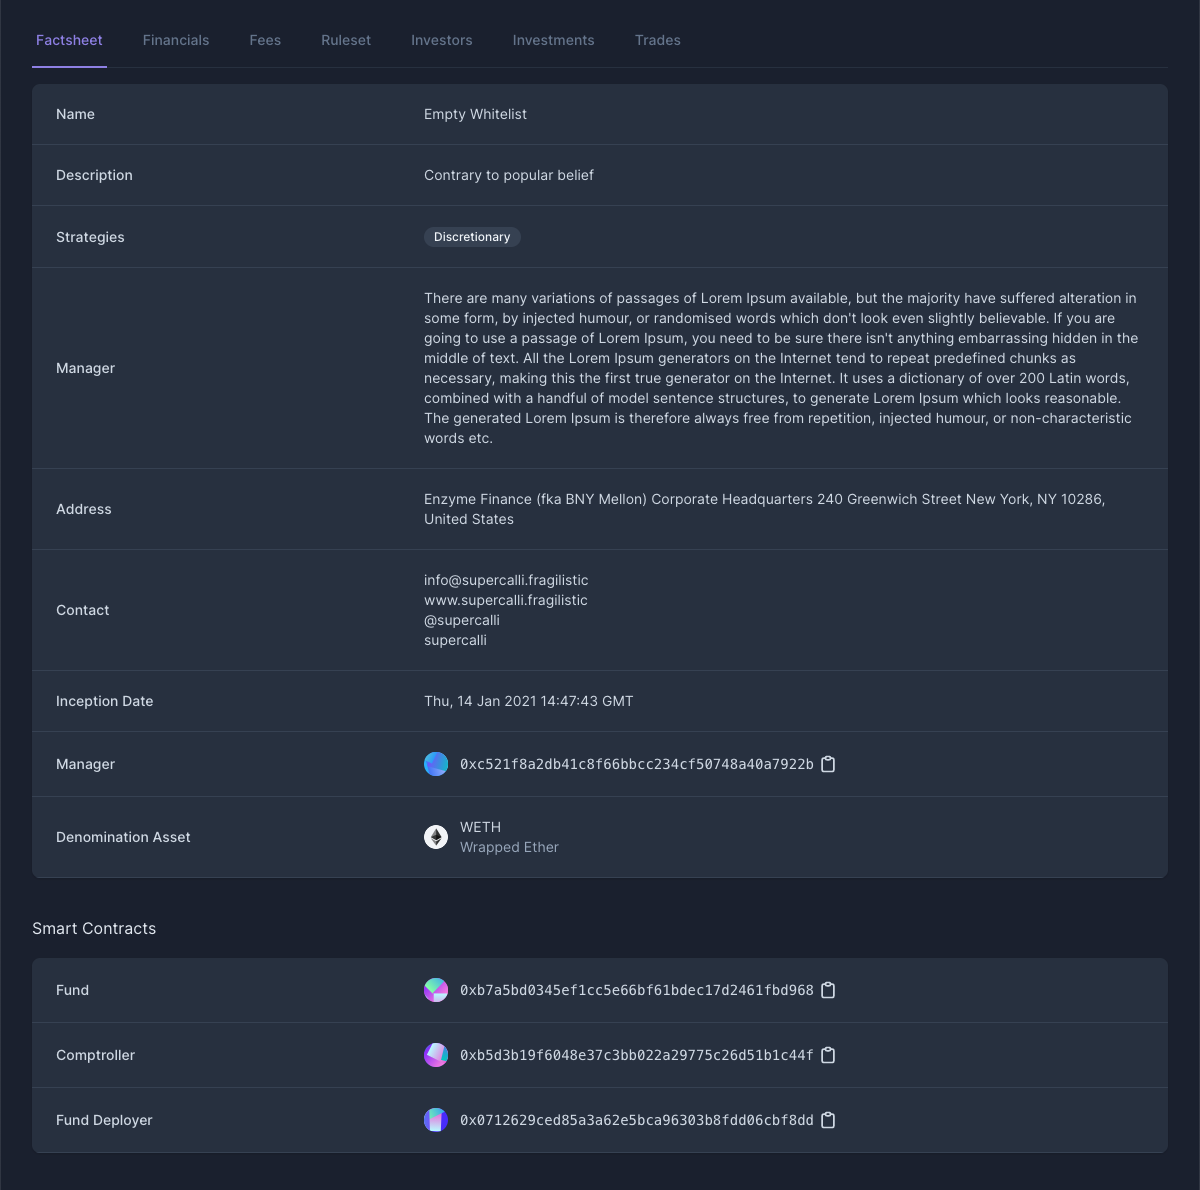 Factsheet Financials Fees Ruleset Investors Investments Trades
Name Empty Whitelist
Description Contrary to popular belief
Strategies Discretionary
Manager
There are many variations of passages of Lorem Ipsum available, but the majority have suffered alteration in
some form, by injected humour, or randomised words which don't look even slightly believable. If you are
going to use a passage of Lorem Ipsum, you need to be sure there isn't anything embarrassing hidden in the
middle of text. All the Lorem Ipsum generators on the Internet tend to repeat predefined chunks as
necessary, making this the first true generator on the Internet. It uses a dictionary of over 200 Latin words,
combined with a handful of model sentence structures, to generate Lorem Ipsum which looks reasonable.
The generated Lorem Ipsum is therefore always free from repetition, injected humour, or non-characteristic
words etc.
Address
Enzyme Finance (fka BNY Mellon) Corporate Headquarters 240 Greenwich Street New York, NY 10286,
United States
Contact
info@supercalli.fragilistic
www.supercalli.fragilistic
@supercalli
supercalli
Inception Date Thu, 14 Jan 2021 14:47:43 GMT
Manager 0xc521f8a2db41c8f66bbcc234cf50748a40a7922b
Denomination Asset
WETH
Wrapped Ether
Smart Contracts
Fund 0xb7a5bd0345ef1cc5e66bf61bdec17d2461fbd968
Comptroller 0xb5d3b19f6048e37c3bb022a29775c26d51b1c44f
Fund Deployer 0x0712629ced85a3a62e5bca96303b8fdd06cbf8dd